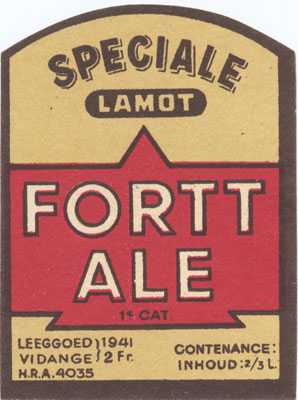 SPECIALE
LAMOT
FORTT
ALE
1e CAT.
LEEGGOED } 1941
VIDANGE } 2 Fr.
H.R.A. 4035
CONTENANCE:
INHOUD: 2/3 L.